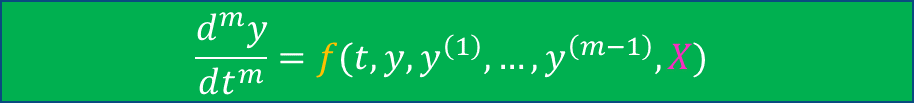 d^m y / dt^m = f(t, y, y^(1), ..., y^(m−1), X)